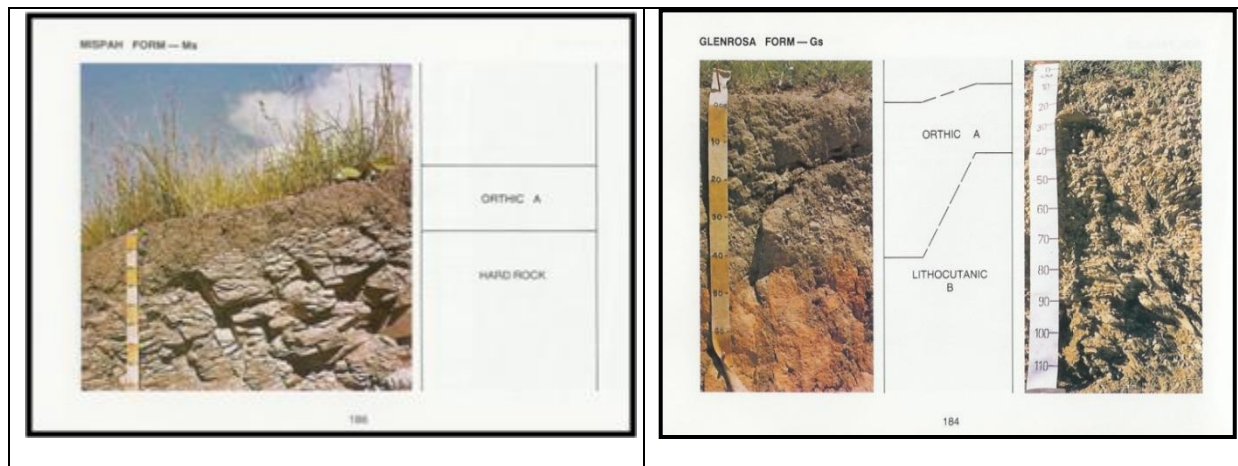 MISPAH FORM — Ms
ORTHIC A
HARD ROCK
186
GLENROSA FORM — Gs
ORTHIC A
LITHOCUTANIC
B
184
10
20
30
40
50
60
70
80
90
100
110